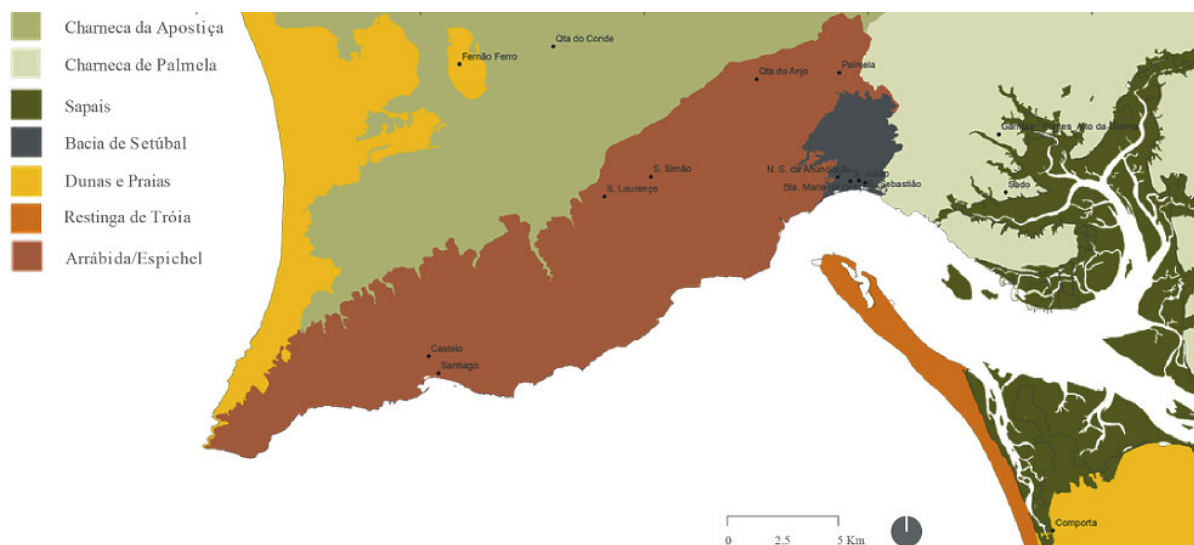 Charneca da Apostiça
Charneca de Palmela
Sapais
Bacia de Setúbal
Dunas e Praias
Restinga de Tróia
Arrábida/Espichel
Qta do Conde
Fernão Ferro
Qta do Anjo
Palmela
S. Simão
S. Lourenço
N. S. da Anunciação
Sta. Maria da
Sebastião
Sado
Castelo
Santiago
Comporta
0 2.5 5 Km